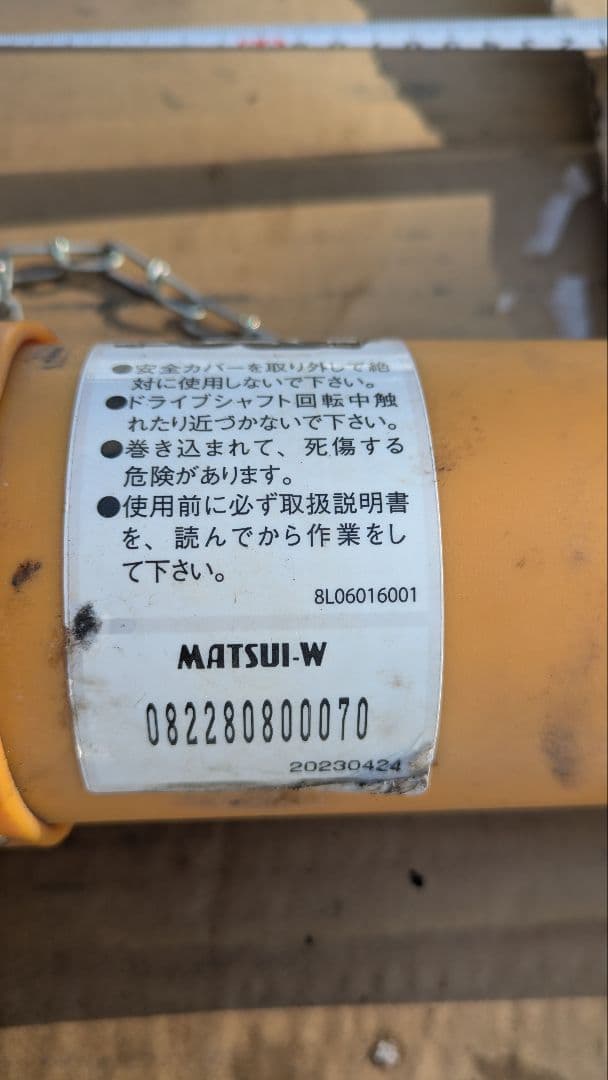 ●安全カバーを取り外して絶
対に使用しないで下さい。
●ドライブシャフト回転中触
れたり近づかないで下さい。
●巻き込まれて、死傷する
危険があります。
●使用前に必ず取扱説明書
を、読んでから作業をし
て下さい。
8L06016001
MATSUI-W
082280800070
20230424